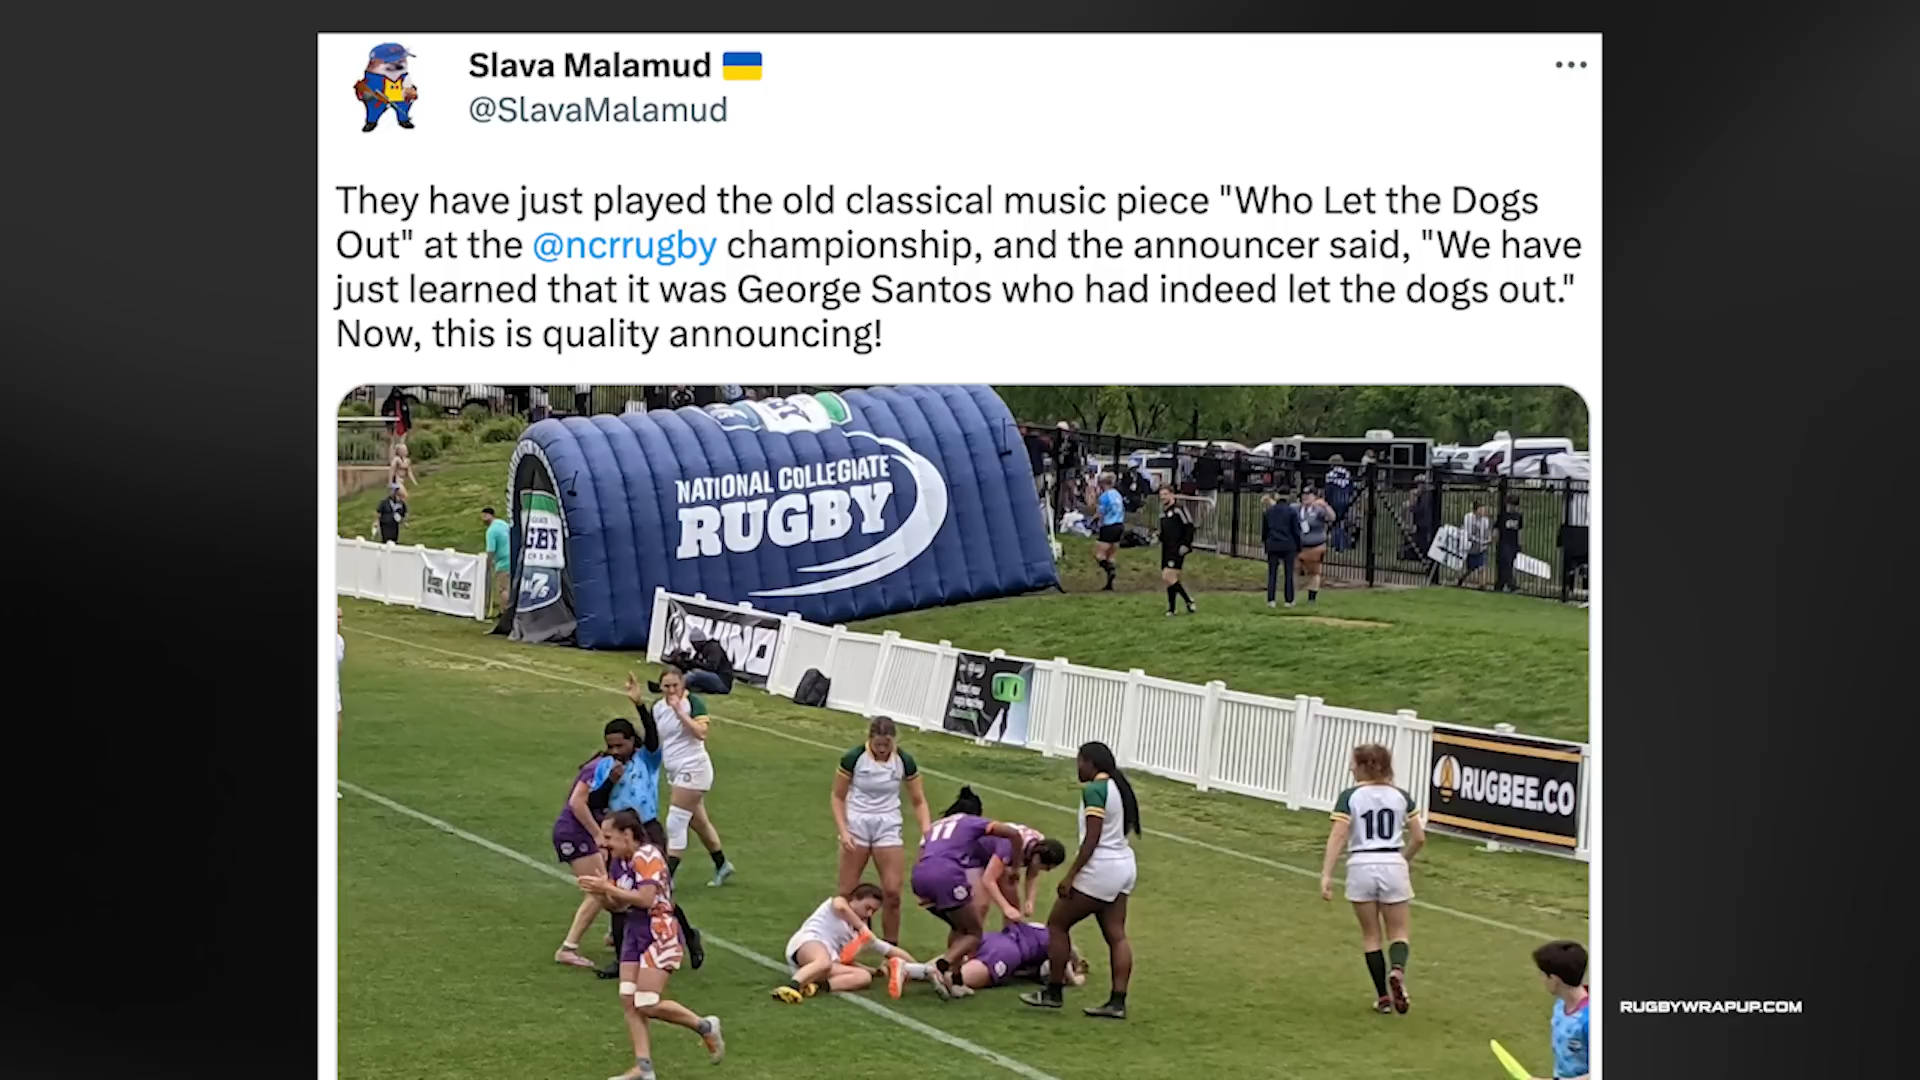 Slava Malamud
@SlavaMalamud
They have just played the old classical music piece "Who Let the Dogs
Out" at the @ncrrugby championship, and the announcer said, "We have
just learned that it was George Santos who had indeed let the dogs out."
Now, this is quality announcing!
NATIONAL COLLEGIATE
RUGBY
RHINO
RUGBEE.CO
11
10
RUGBYWRAPUP.COM